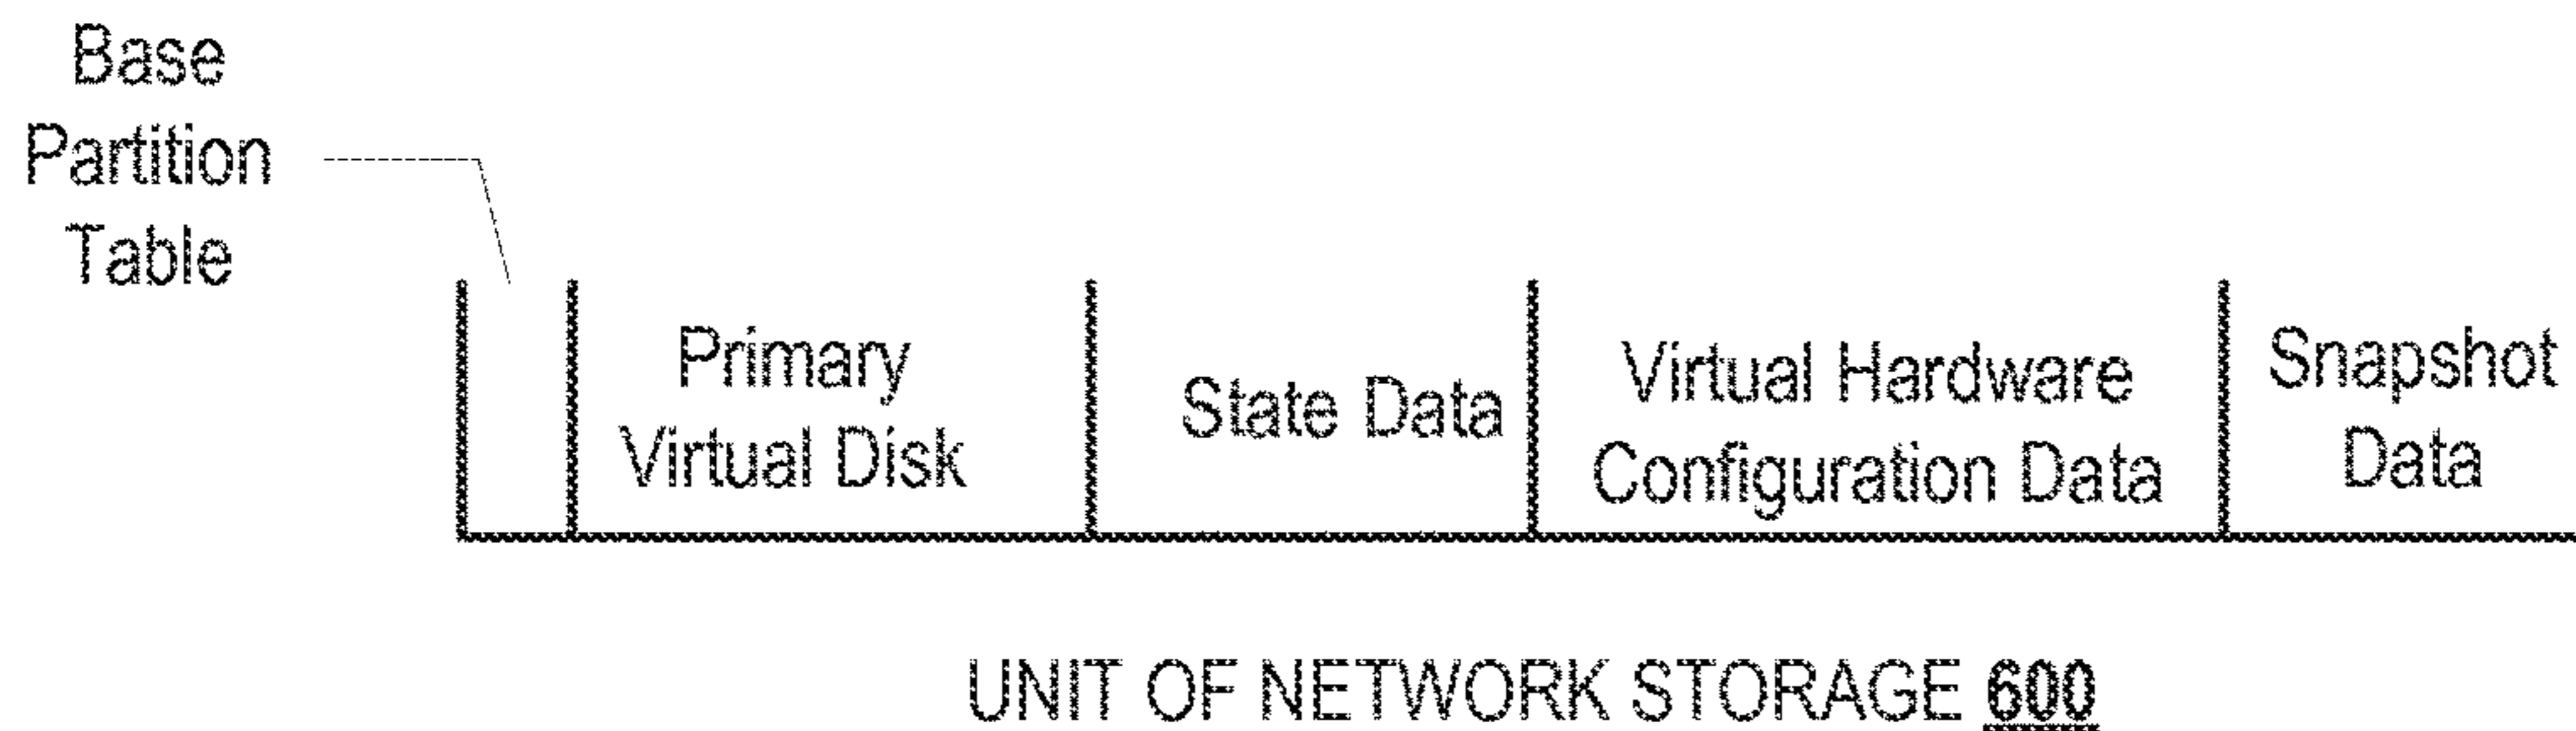 Base
Partition
Table
Primary
Virtual Disk
State Data
Virtual Hardware
Configuration Data
Snapshot
Data
UNIT OF NETWORK STORAGE 600